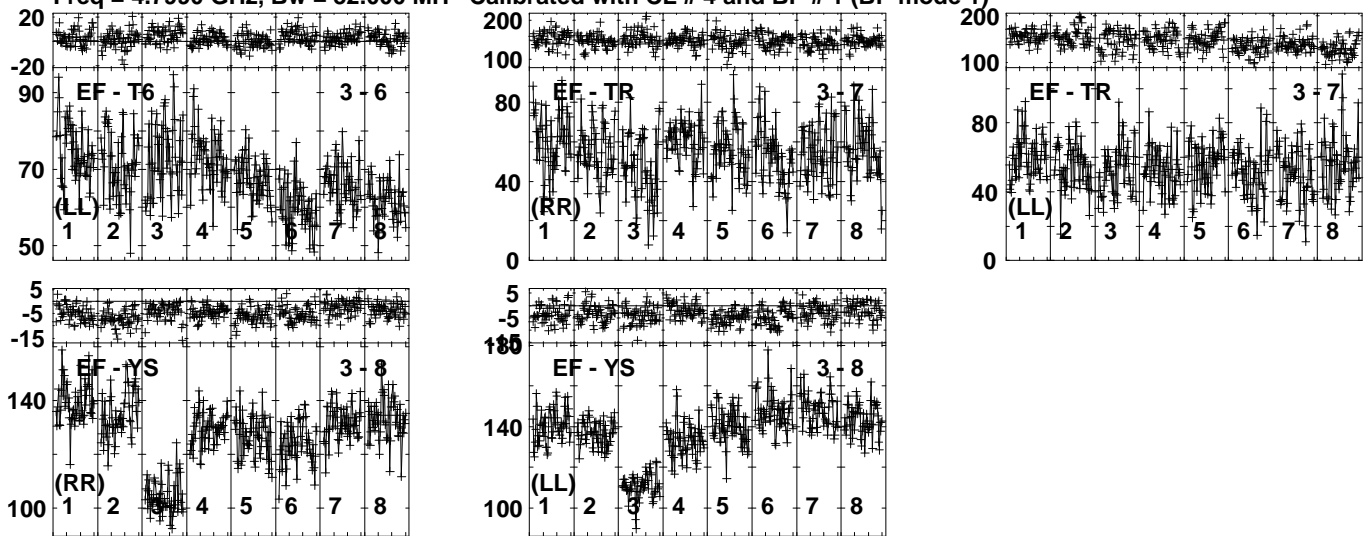 Freq = 4.7990 GHz, Bw = 32.000 MH Calibrated with CL # 4 and BP # 1 (BP mode 1)
20 200 200
-20 100 100
90 EF - T6 3 - 6 80 EF - TR 3 - 7 EF - TR 3 - 7
80
70 40 40
(LL) (RR) (LL)
1 2 3 4 5 6 7 8 1 2 3 4 5 6 7 8 1 2 3 4 5 6 7 8
50 0 0
5 5
-5 -5
-15 -15
180
EF - YS 3 - 8 EF - YS 3 - 8
140 140
(RR) (LL)
100 1 2 3 4 5 6 7 8 100 1 2 3 4 5 6 7 8